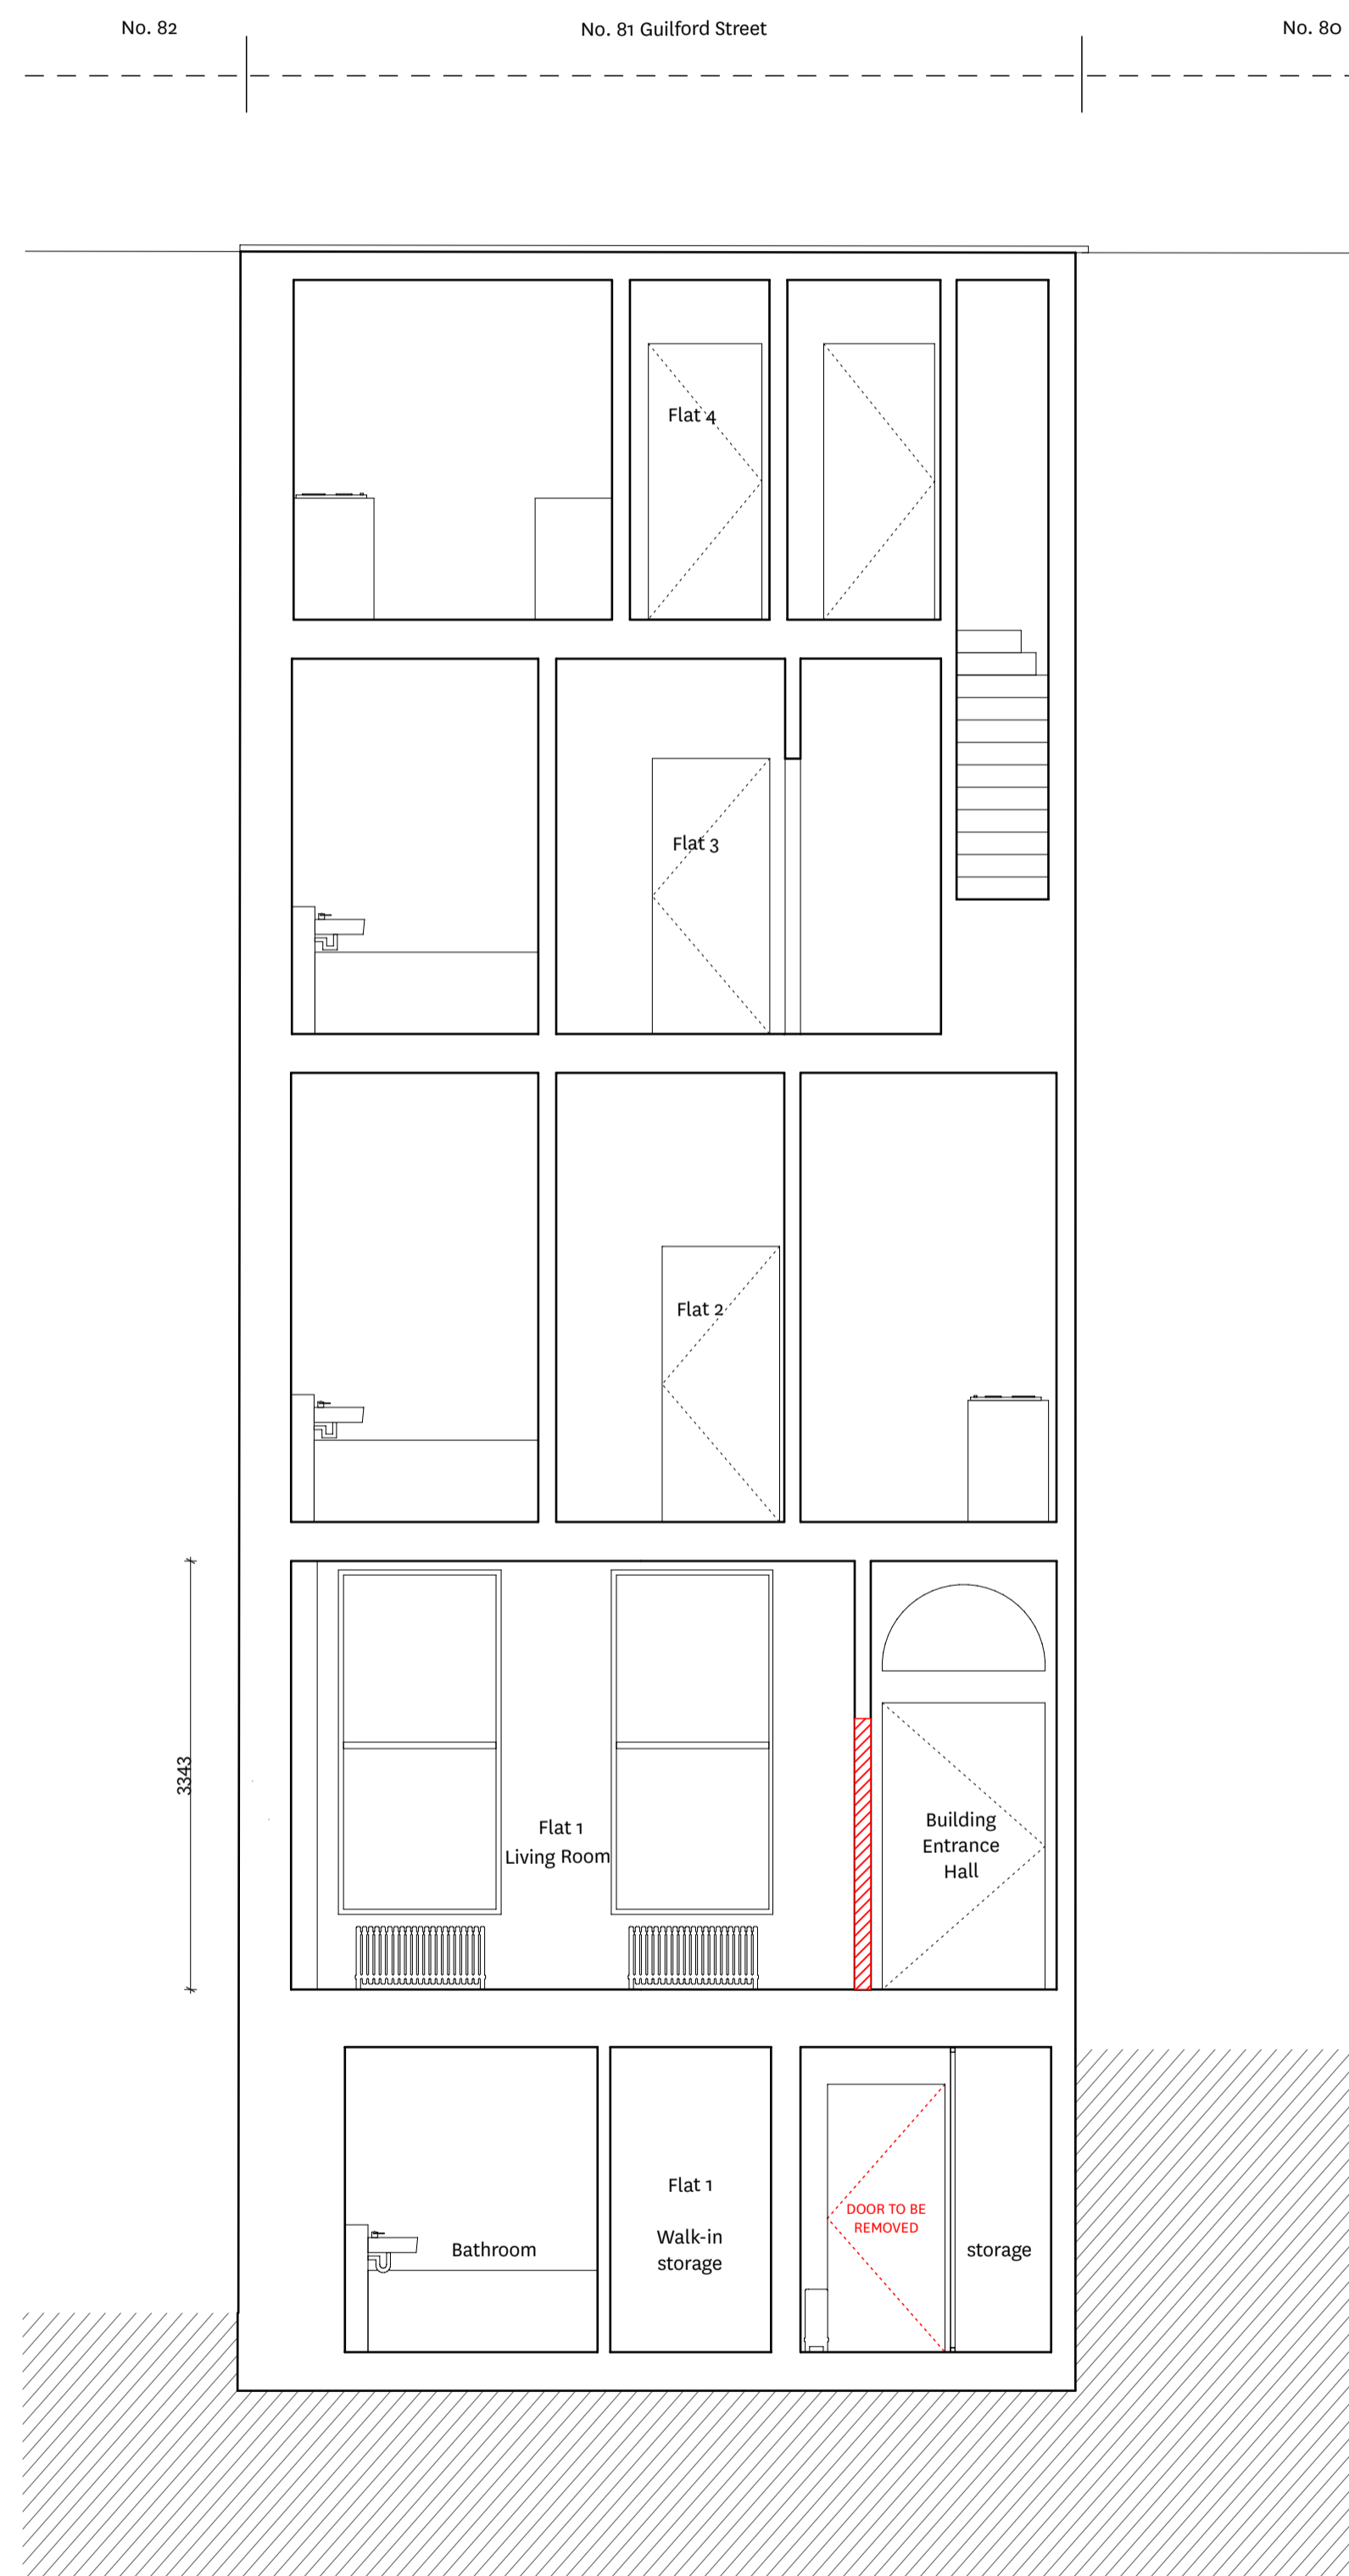 No. 82
No. 81 Guilford Street
No. 80
Flat 4
Flat 3
Flat 2
3343
Flat 1
Living Room
Building
Entrance
Hall
Flat 1
Walk-in
storage
Bathroom
DOOR TO BE
REMOVED
storage